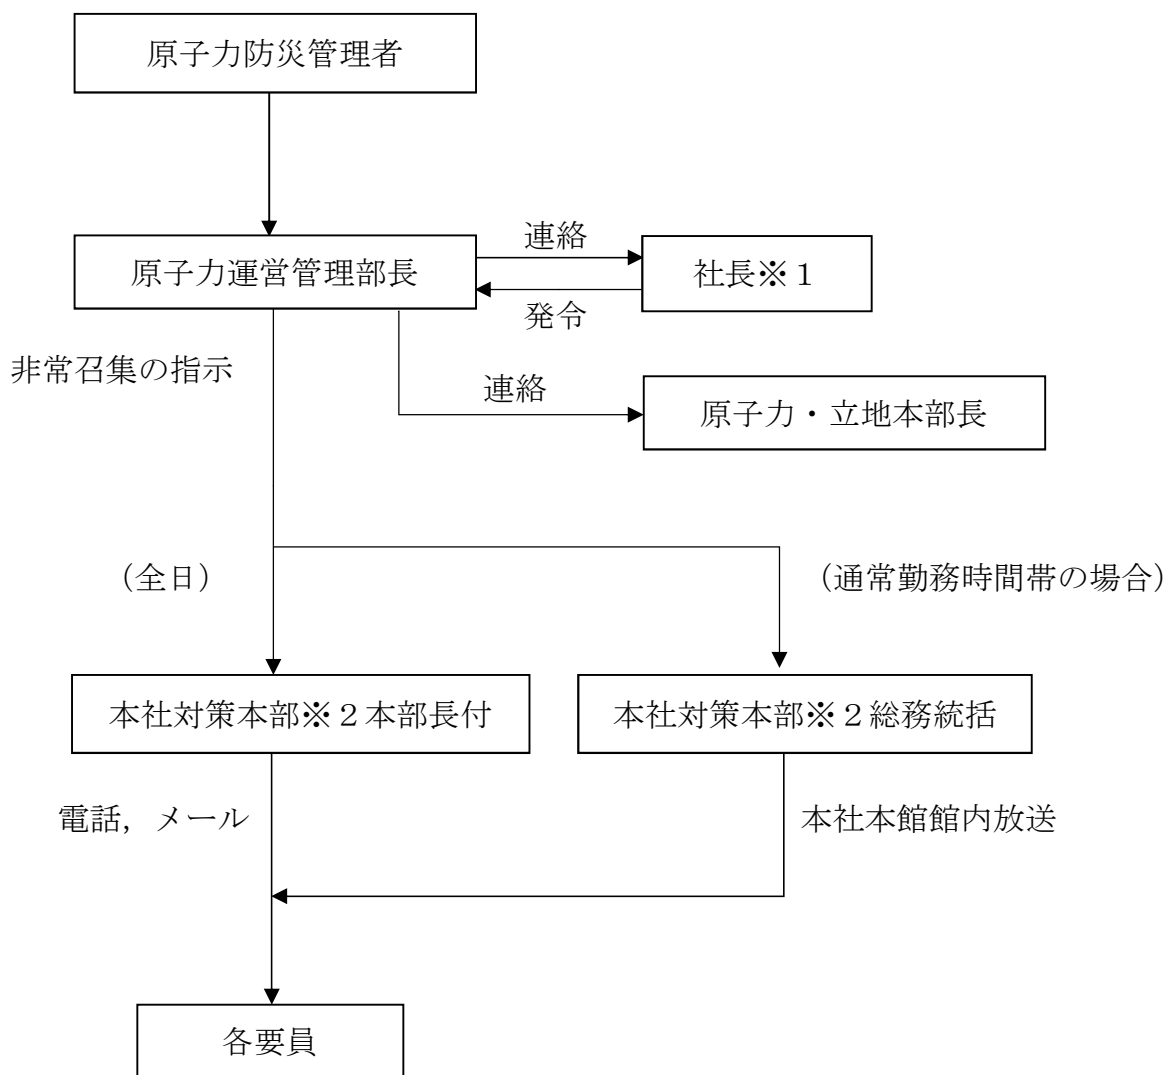 原子力防災管理者
連絡
原子力運営管理部長
社長※1
発令
非常召集の指示
連絡
原子力・立地本部長
(全日)
(通常勤務時間帯の場合)
本社対策本部※2本部長付
本社対策本部※2総務統括
電話，メール
本社本館館内放送
各要員